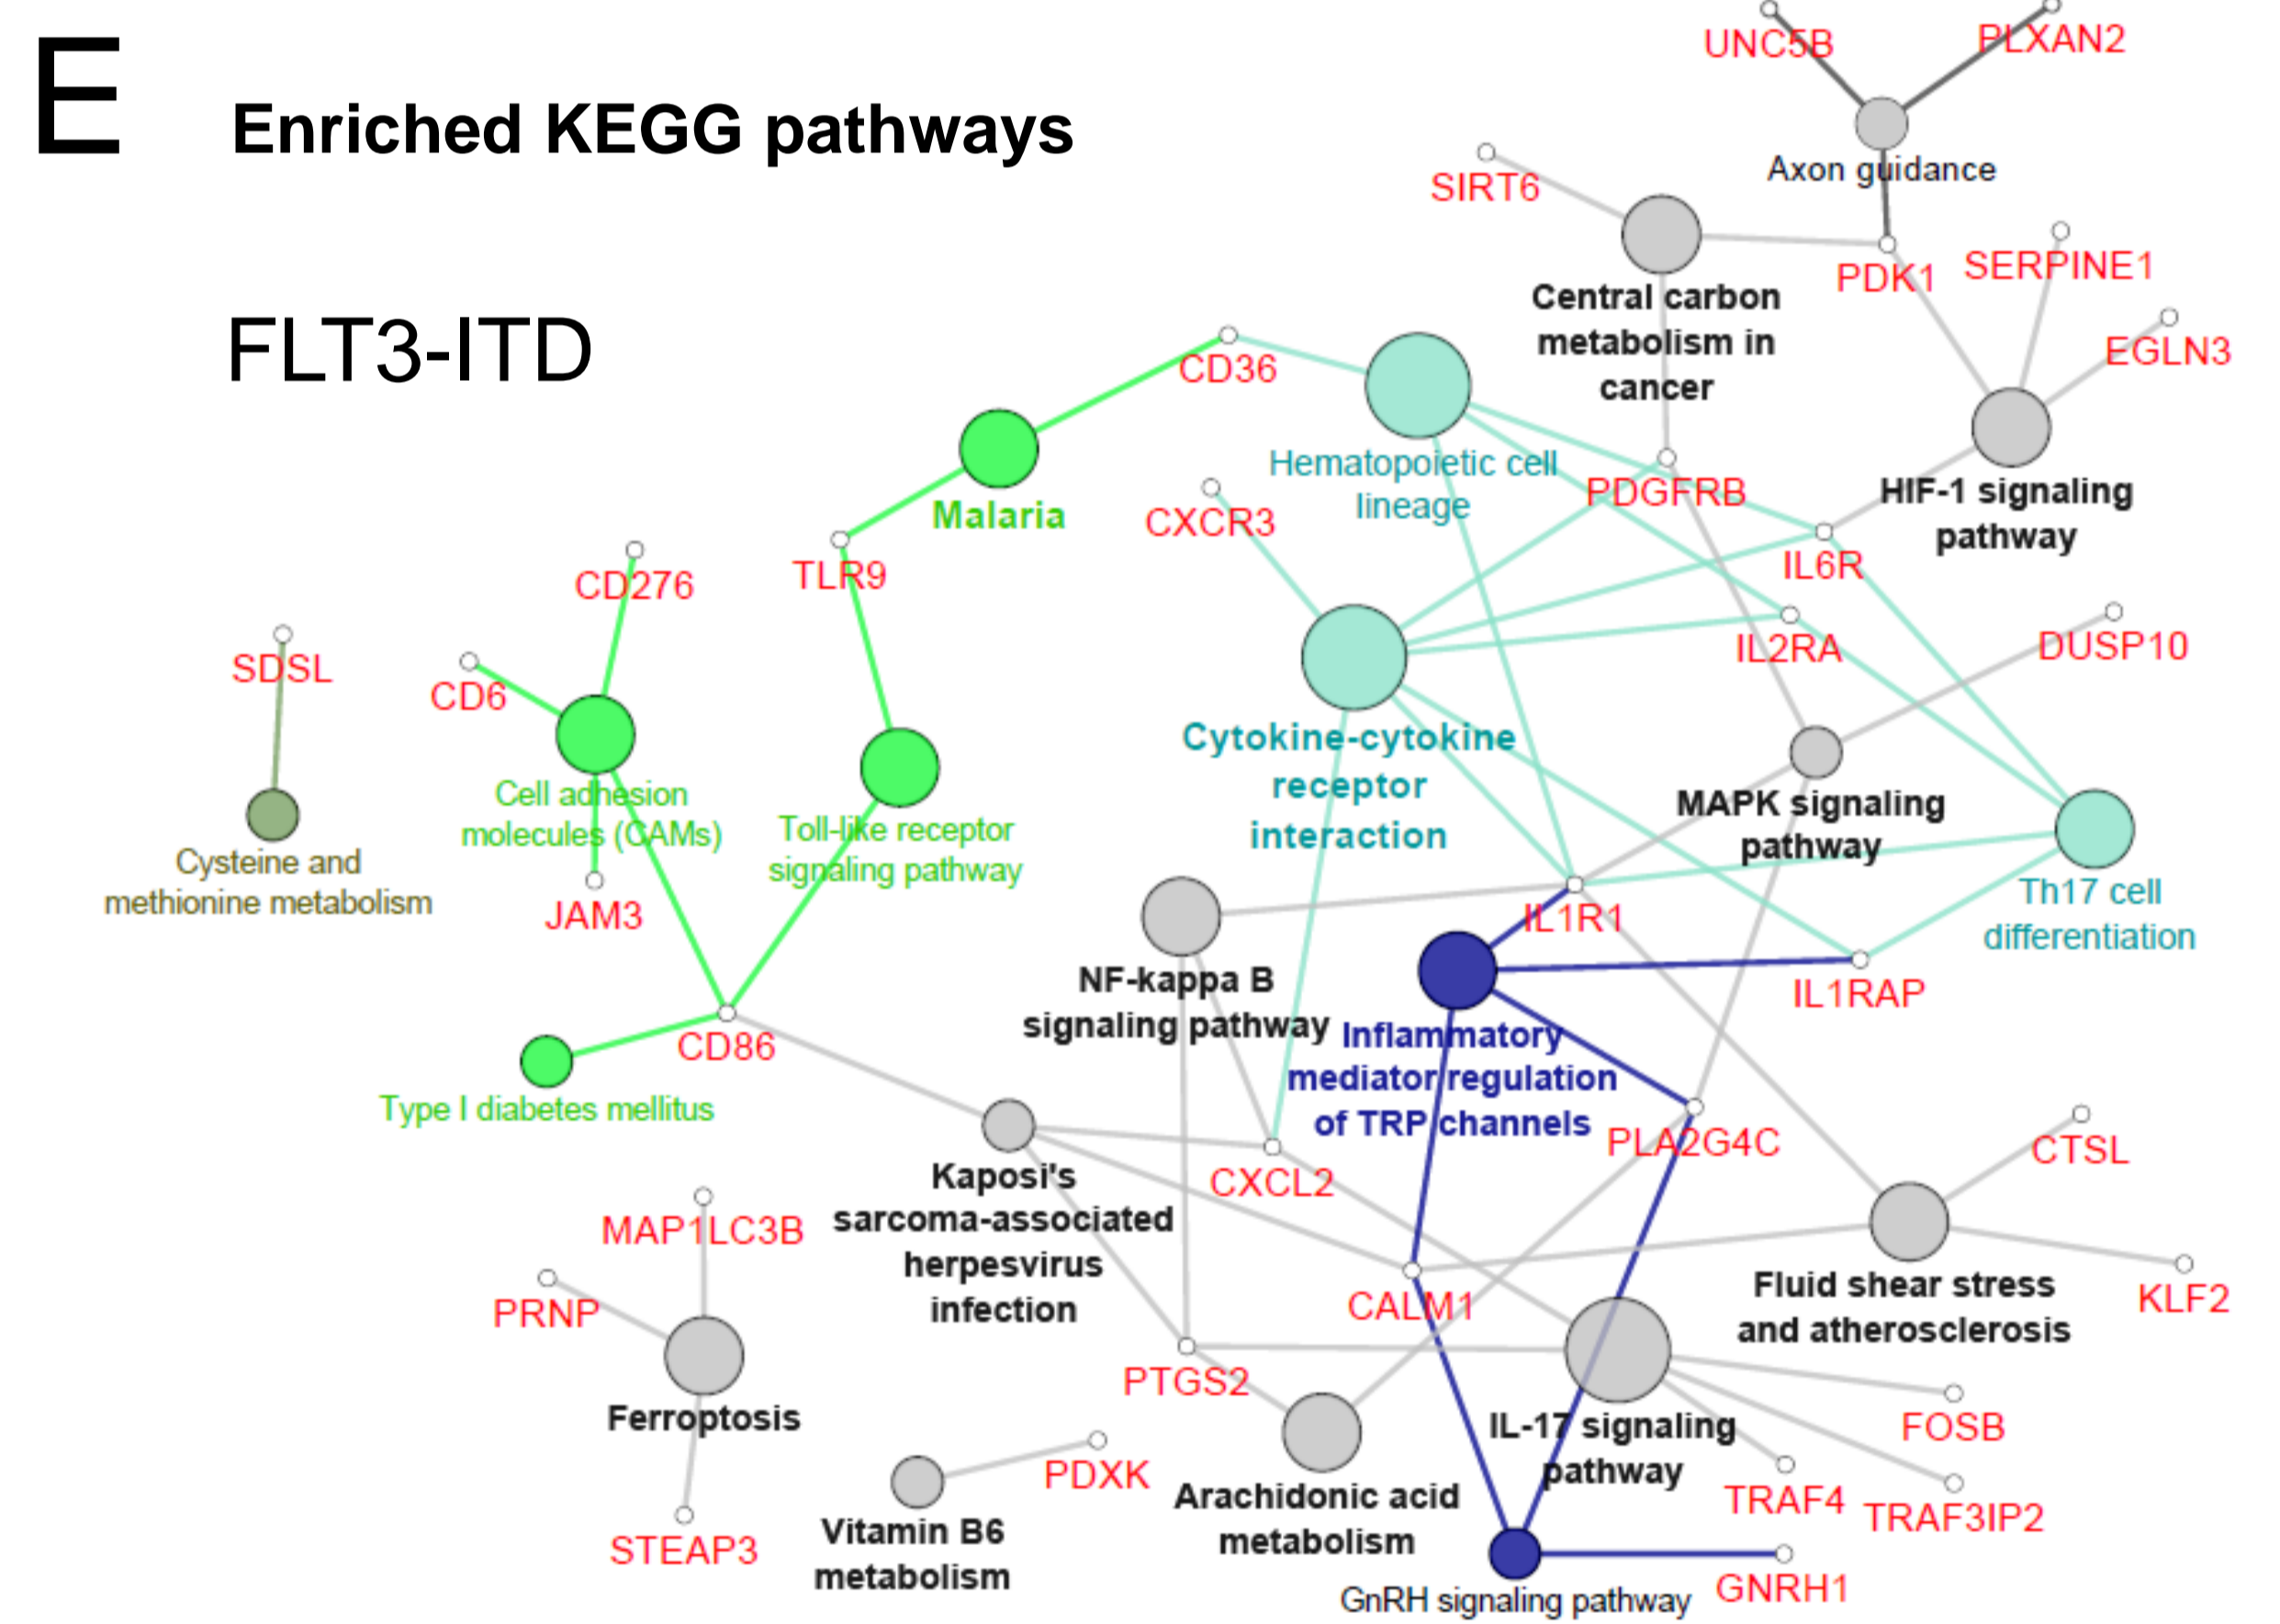 E
Enriched KEGG pathways
FLT3-ITD
UNC5B
PLXAN2
Axon guidance
SIRT6
PDK1
SERPINE1
Central carbon
metabolism in
cancer
EGLN3
CD36
Hematopoietic cell
lineage
PDGFRB
HIF-1 signaling
pathway
Malaria
CXCR3
IL6R
TLR9
CD276
SDSL
CD6
IL2RA
DUSP10
Cytokine-cytokine
receptor
interaction
Cell adhesion
molecules (CAMs)
Toll-like receptor
signaling pathway
MAPK signaling
pathway
Cysteine and
methionine metabolism
JAM3
IL1R1
Th17 cell
differentiation
NF-kappa B
signaling pathway
IL1RAP
Inflammatory
mediator regulation
of TRP channels
CD86
Type I diabetes mellitus
PLA2G4C
CTSL
Kaposi's
sarcoma-associated
herpesvirus
infection
CXCL2
MAP1LC3B
PRNP
CALM1
Fluid shear stress
and atherosclerosis
KLF2
PTGS2
Ferroptosis
IL-17 signaling
pathway
FOSB
PDXK
Arachidonic acid
metabolism
TRAF4
TRAF3IP2
STEAP3
Vitamin B6
metabolism
GnRH signaling pathway
GNRH1